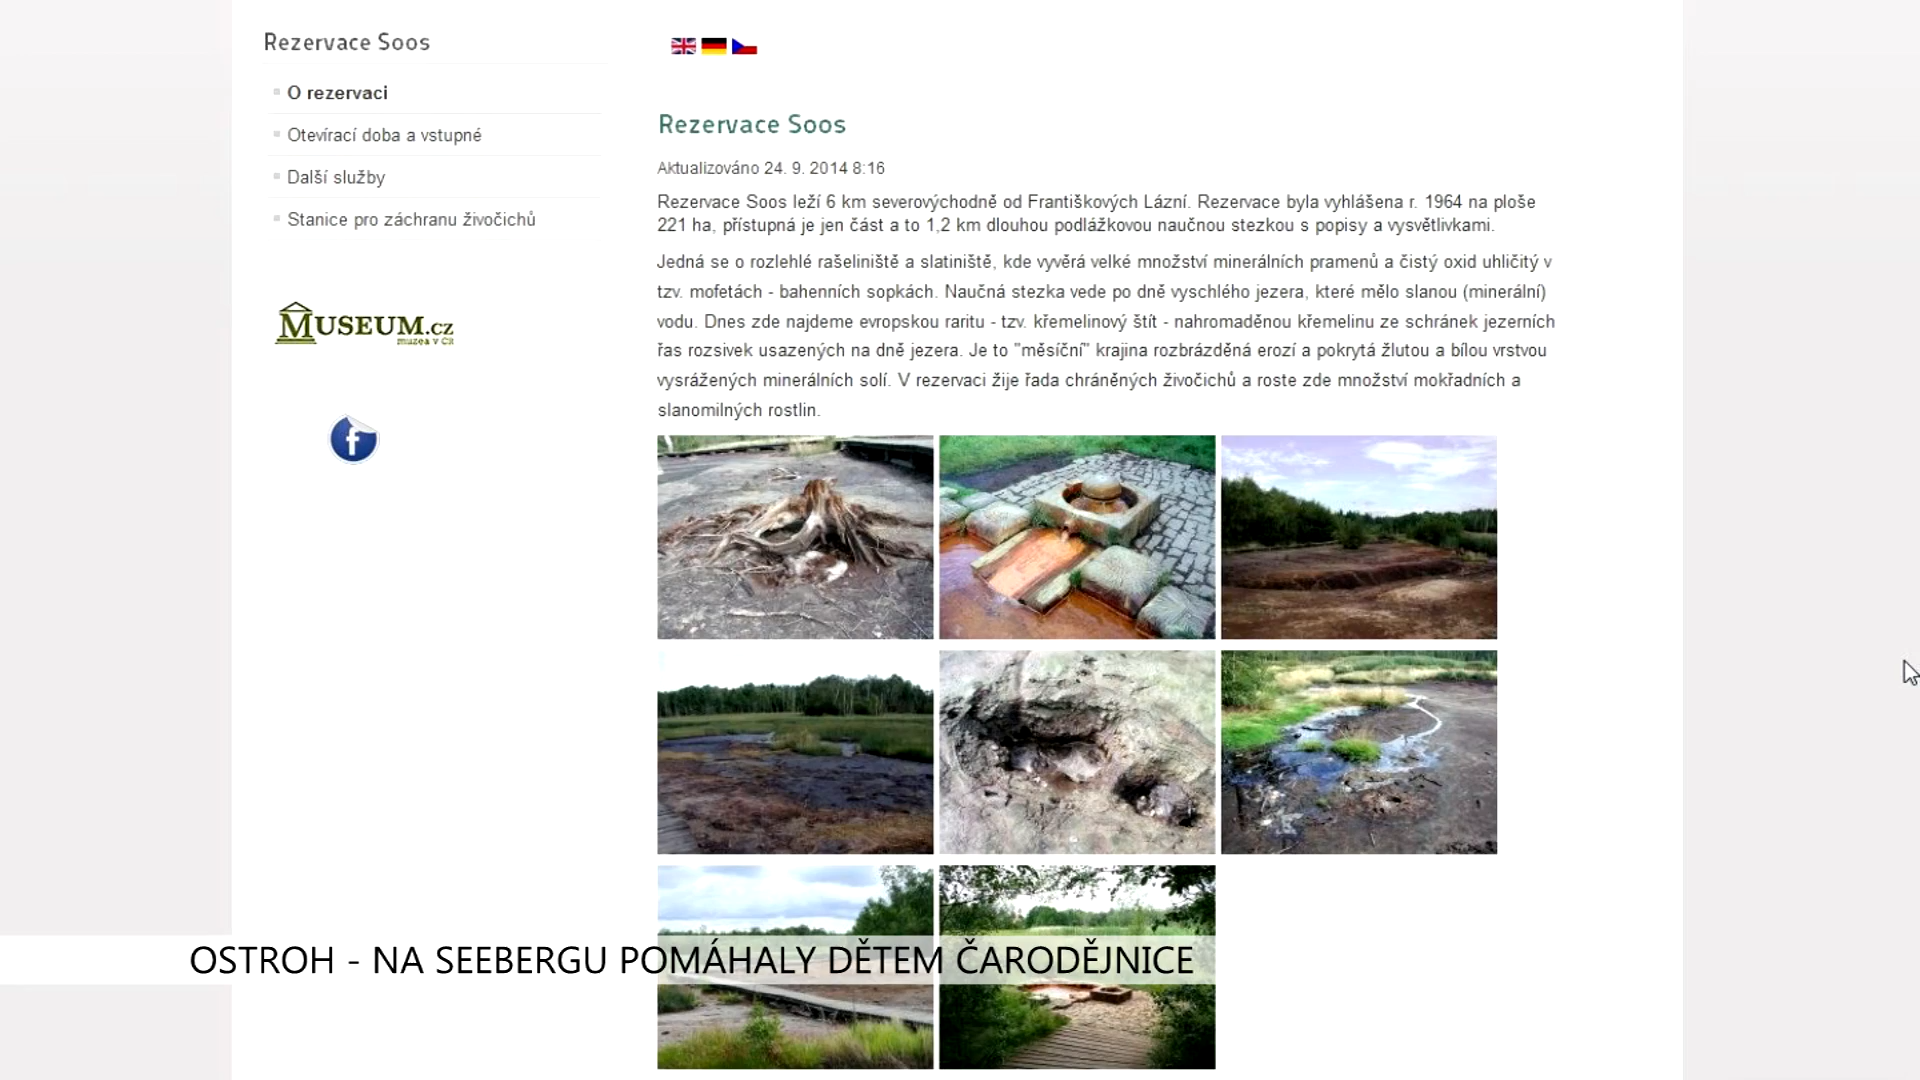 Rezervace Soos
O rezervaci
Otevírací doba a vstupné
Další služby
Stanice pro záchranu živočichů
MUSEUM.cz
muzea v ČR
f
Rezervace Soos
Aktualizováno 24. 9. 2014 8:16
Rezervace Soos leží 6 km severovýchodně od Františkových Lázní. Rezervace byla vyhlášena r. 1964 na ploše
221 ha, přístupná je jen část a to 1,2 km dlouhou podlážkovou naučnou stezkou s popisy a vysvětlivkami.
Jedná se o rozlehlé rašeliniště a slatiniště, kde vyvěrá velké množství minerálních pramenů a čistý oxid uhličitý v
tzv. mofetách - bahenních sopkách. Naučná stezka vede po dně vyschlého jezera, které mělo slanou (minerální)
vodu. Dnes zde najdeme evropskou raritu - tzv. křemelinový štít - nahromaděnou křemelinu ze schránek jezerních
řas rozsivek usazených na dně jezera. Je to "měsíční" krajina rozbrázděná erozí a pokrytá žlutou a bílou vrstvou
vysrážených minerálních solí. V rezervaci žije řada chráněných živočichů a roste zde množství mokřadních a
slanomilných rostlin.
OSTROH - NA SEEBERGU POMÁHALY DĚTEM ČARODĚJNICE